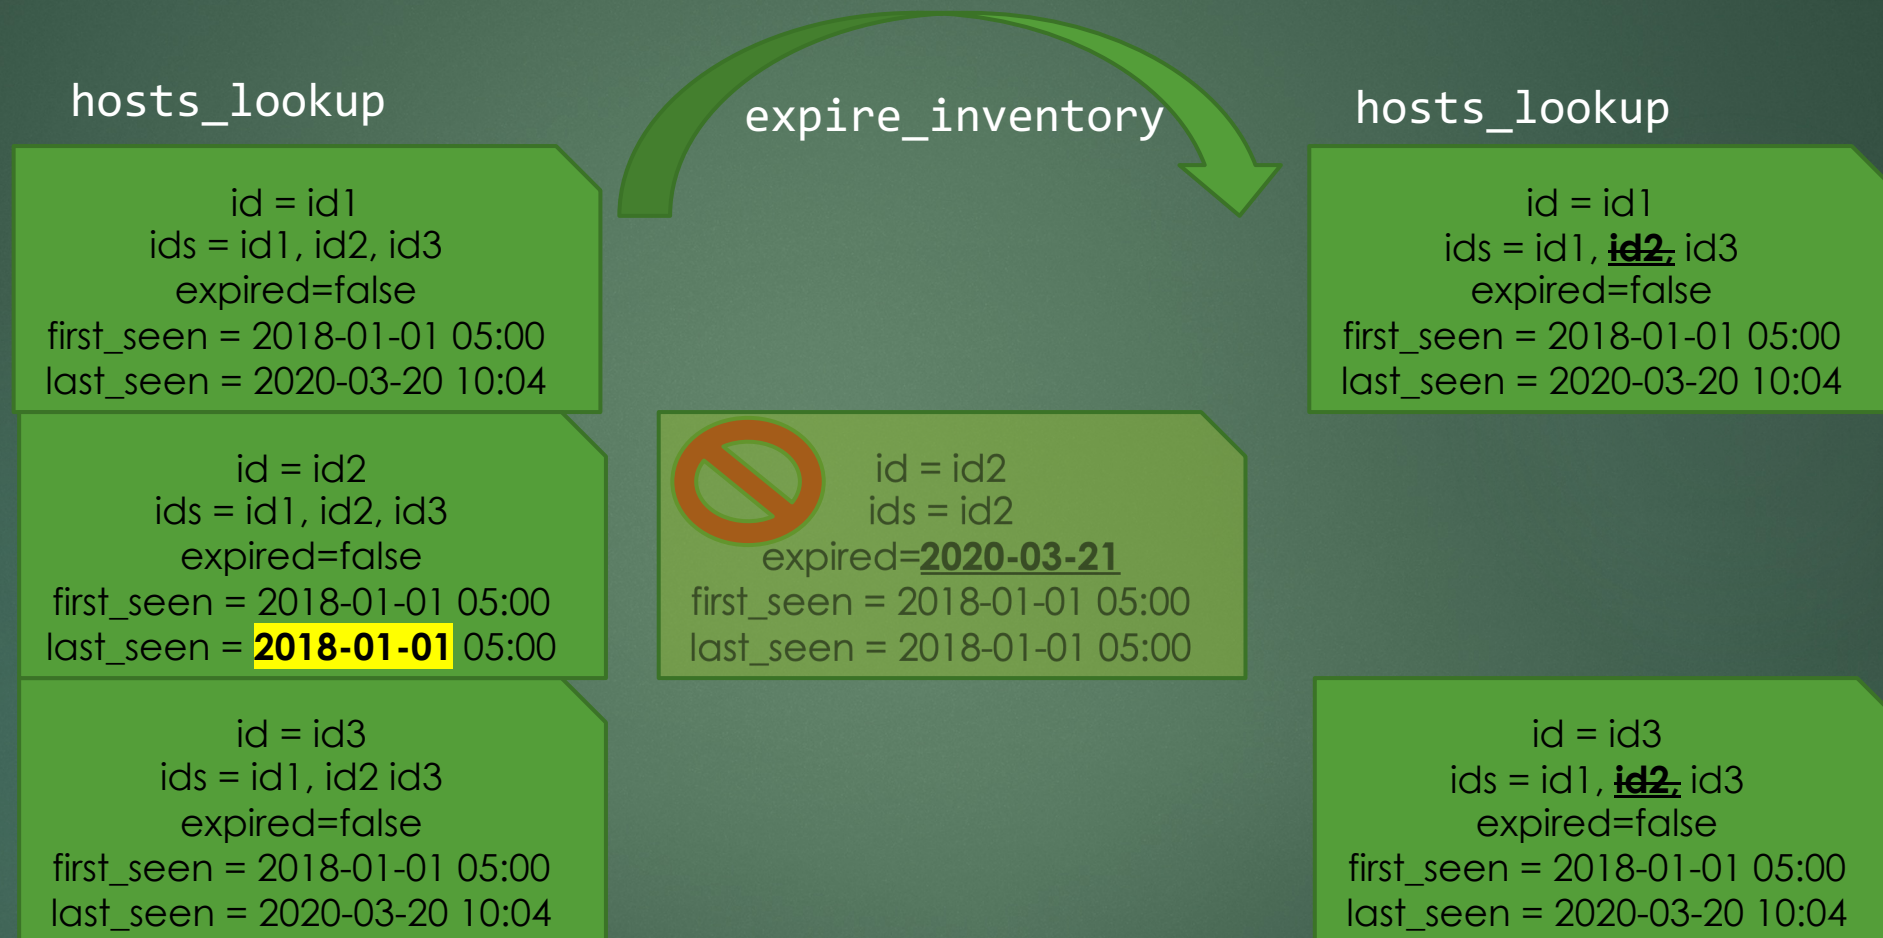 hosts_lookup
expire_inventory
hosts_lookup
id = id1
ids = id1, id2, id3
expired=false
first_seen = 2018-01-01 05:00
last_seen = 2020-03-20 10:04
id = id2
ids = id1, id2, id3
expired=false
first_seen = 2018-01-01 05:00
last_seen = 2018-01-01 05:00
id = id3
ids = id1, id2 id3
expired=false
first_seen = 2018-01-01 05:00
last_seen = 2020-03-20 10:04
id = id2
ids = id2
expired=2020-03-21
first_seen = 2018-01-01 05:00
last_seen = 2018-01-01 05:00
id = id1
ids = id1, id2, id3
expired=false
first_seen = 2018-01-01 05:00
last_seen = 2020-03-20 10:04
id = id3
ids = id1, id2, id3
expired=false
first_seen = 2018-01-01 05:00
last_seen = 2020-03-20 10:04